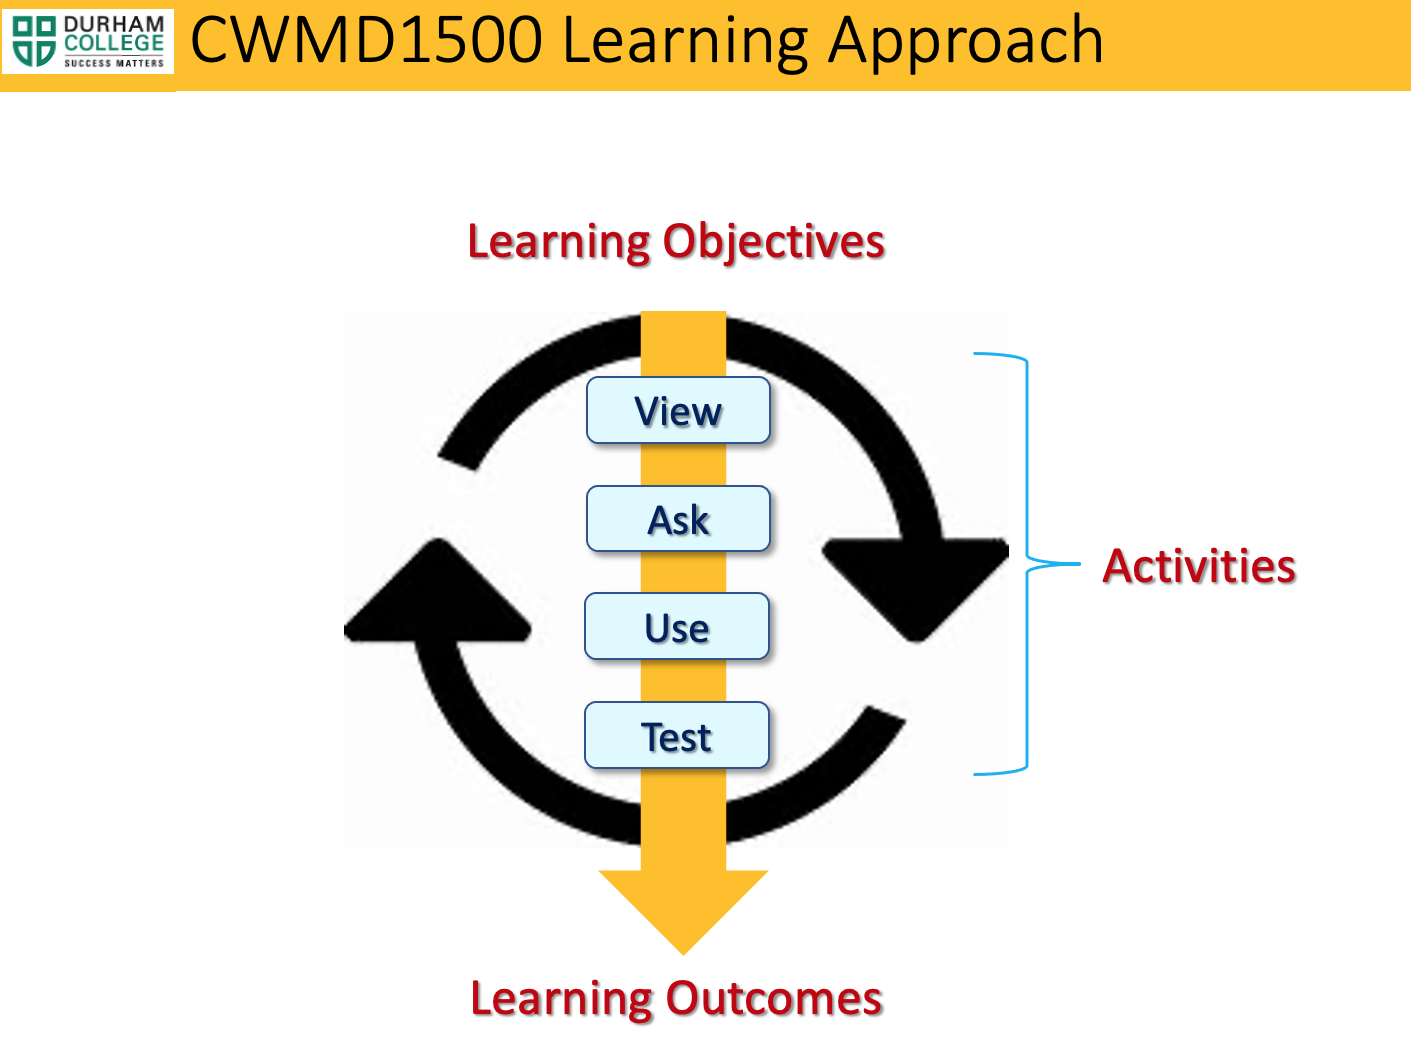 DURHAM
COLLEGE
SUCCESS MATTERS
CWMD1500 Learning Approach
Learning Objectives
View
Ask
Use
Test
Activities
Learning Outcomes